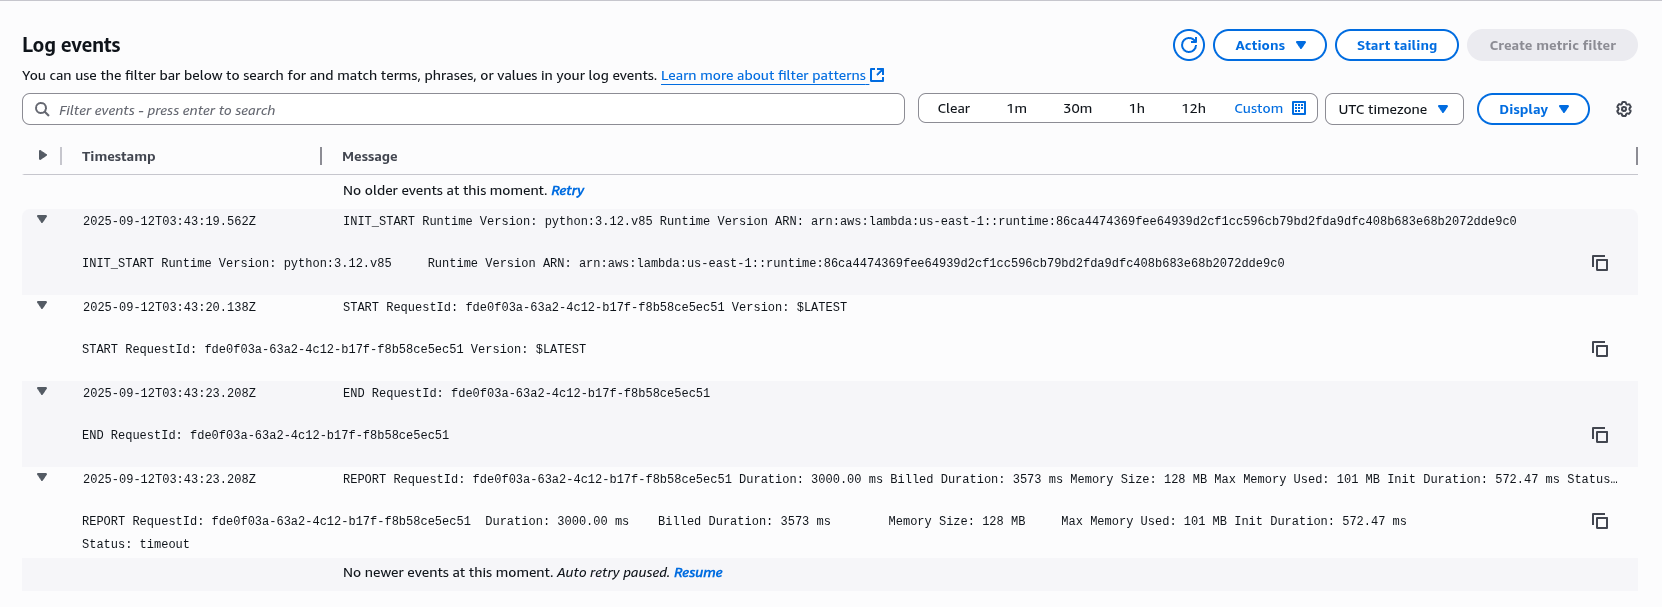 Log events
Actions
Start tailing
Create metric filter
You can use the filter bar below to search for and match terms, phrases, or values in your log events. Learn more about filter patterns
Filter events - press enter to search
Clear 1m 30m 1h 12h Custom
UTC timezone
Display
Timestamp Message
No older events at this moment. Retry
2025-09-12T03:43:19.562Z INIT_START Runtime Version: python:3.12.v85 Runtime Version ARN: arn:aws:lambda:us-east-1::runtime:86ca4474369fee64939d2cf1cc596cb79bd2fda9dfc408b683e68b2072dde9c0
INIT_START Runtime Version: python:3.12.v85 Runtime Version ARN: arn:aws:lambda:us-east-1::runtime:86ca4474369fee64939d2cf1cc596cb79bd2fda9dfc408b683e68b2072dde9c0
2025-09-12T03:43:20.138Z START RequestId: fde0f03a-63a2-4c12-b17f-f8b58ce5ec51 Version: $LATEST
START RequestId: fde0f03a-63a2-4c12-b17f-f8b58ce5ec51 Version: $LATEST
2025-09-12T03:43:23.208Z END RequestId: fde0f03a-63a2-4c12-b17f-f8b58ce5ec51
END RequestId: fde0f03a-63a2-4c12-b17f-f8b58ce5ec51
2025-09-12T03:43:23.208Z REPORT RequestId: fde0f03a-63a2-4c12-b17f-f8b58ce5ec51 Duration: 3000.00 ms Billed Duration: 3573 ms Memory Size: 128 MB Max Memory Used: 101 MB Init Duration: 572.47 ms Status…
REPORT RequestId: fde0f03a-63a2-4c12-b17f-f8b58ce5ec51 Duration: 3000.00 ms Billed Duration: 3573 ms Memory Size: 128 MB Max Memory Used: 101 MB Init Duration: 572.47 ms
Status: timeout
No newer events at this moment. Auto retry paused. Resume